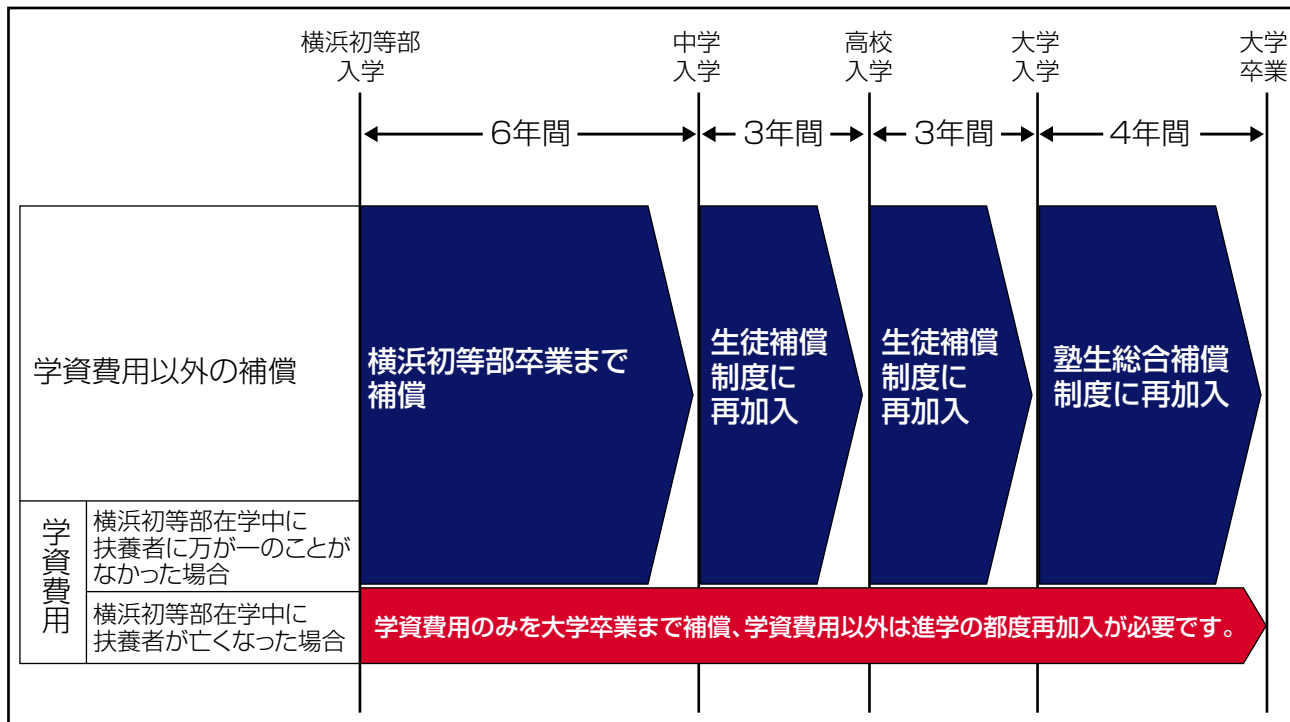 横浜初等部
入学
中学
入学
高校
入学
大学
入学
大学
卒業
6年間
3年間
3年間
4年間
学資費用以外の補償
横浜初等部卒業まで
補償
生徒補償
制度に
再加入
生徒補償
制度に
再加入
塾生総合補償
制度に再加入
学資費用
横浜初等部在学中に
扶養者に万が一のことが
なかった場合
横浜初等部在学中に
扶養者が亡くなった場合
学資費用のみを大学卒業まで補償、学資費用以外は進学の都度再加入が必要です。